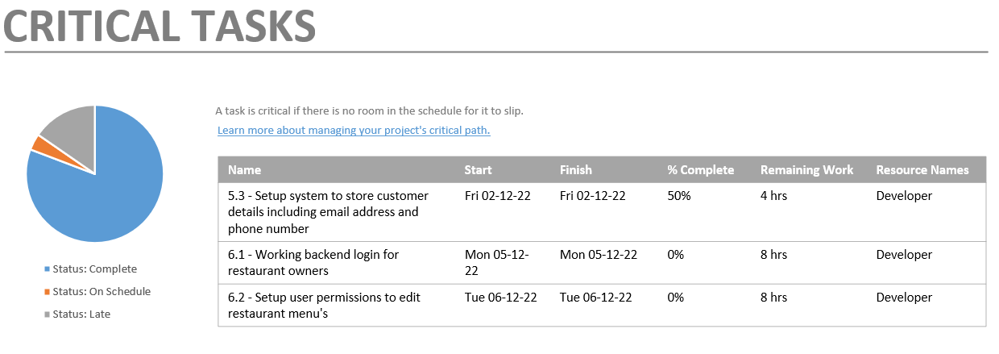 CRITICAL TASKS
A task is critical if there is no room in the schedule for it to slip.
Learn more about managing your project's critical path.
Status: Complete
Status: On Schedule
Status: Late
Name Start Finish % Complete Remaining Work Resource Names
5.3 - Setup system to store customer Fri 02-12-22 Fri 02-12-22 50% 4 hrs Developer
details including email address and
phone number
6.1 - Working backend login for Mon 05-12- Mon 05-12-22 0% 8 hrs Developer
restaurant owners 22
6.2 - Setup user permissions to edit Tue 06-12-22 Tue 06-12-22 0% 8 hrs Developer
restaurant menu's